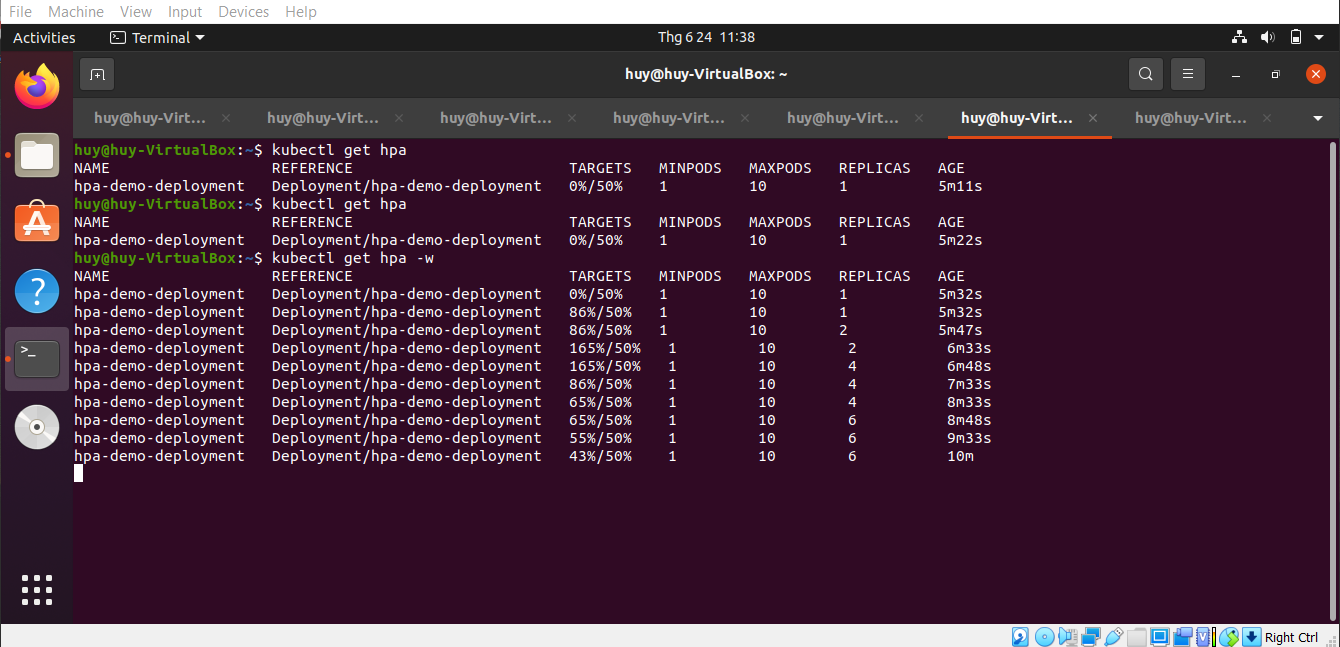 File Machine View Input Devices Help
Activities Terminal Thg 6 24 11:38
huy@huy-VirtualBox: ~
huy@huy-Virt... huy@huy-Virt... huy@huy-Virt... huy@huy-Virt... huy@huy-Virt... huy@huy-Virt... huy@huy-Virt...
huy@huy-VirtualBox:~$ kubectl get hpa
NAME REFERENCE TARGETS MINPODS MAXPODS REPLICAS AGE
hpa-demo-deployment Deployment/hpa-demo-deployment 0%/50% 1 10 1 5m11s
huy@huy-VirtualBox:~$ kubectl get hpa
NAME REFERENCE TARGETS MINPODS MAXPODS REPLICAS AGE
hpa-demo-deployment Deployment/hpa-demo-deployment 0%/50% 1 10 1 5m22s
huy@huy-VirtualBox:~$ kubectl get hpa -w
NAME REFERENCE TARGETS MINPODS MAXPODS REPLICAS AGE
hpa-demo-deployment Deployment/hpa-demo-deployment 0%/50% 1 10 1 5m32s
hpa-demo-deployment Deployment/hpa-demo-deployment 86%/50% 1 10 1 5m32s
hpa-demo-deployment Deployment/hpa-demo-deployment 86%/50% 1 10 2 5m47s
hpa-demo-deployment Deployment/hpa-demo-deployment 165%/50% 1 10 2 6m33s
hpa-demo-deployment Deployment/hpa-demo-deployment 165%/50% 1 10 4 6m48s
hpa-demo-deployment Deployment/hpa-demo-deployment 86%/50% 1 10 4 7m33s
hpa-demo-deployment Deployment/hpa-demo-deployment 65%/50% 1 10 4 8m33s
hpa-demo-deployment Deployment/hpa-demo-deployment 65%/50% 1 10 6 8m48s
hpa-demo-deployment Deployment/hpa-demo-deployment 55%/50% 1 10 6 9m33s
hpa-demo-deployment Deployment/hpa-demo-deployment 43%/50% 1 10 6 10m
Right Ctrl